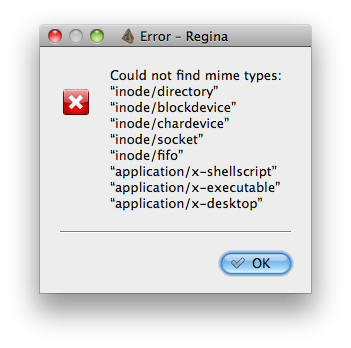 Error – Regina
Could not find mime types:
“inode/directory”
“inode/blockdevice”
“inode/chardevice”
“inode/socket”
“inode/fifo”
“application/x-shellscript”
“application/x-executable”
“application/x-desktop”
OK